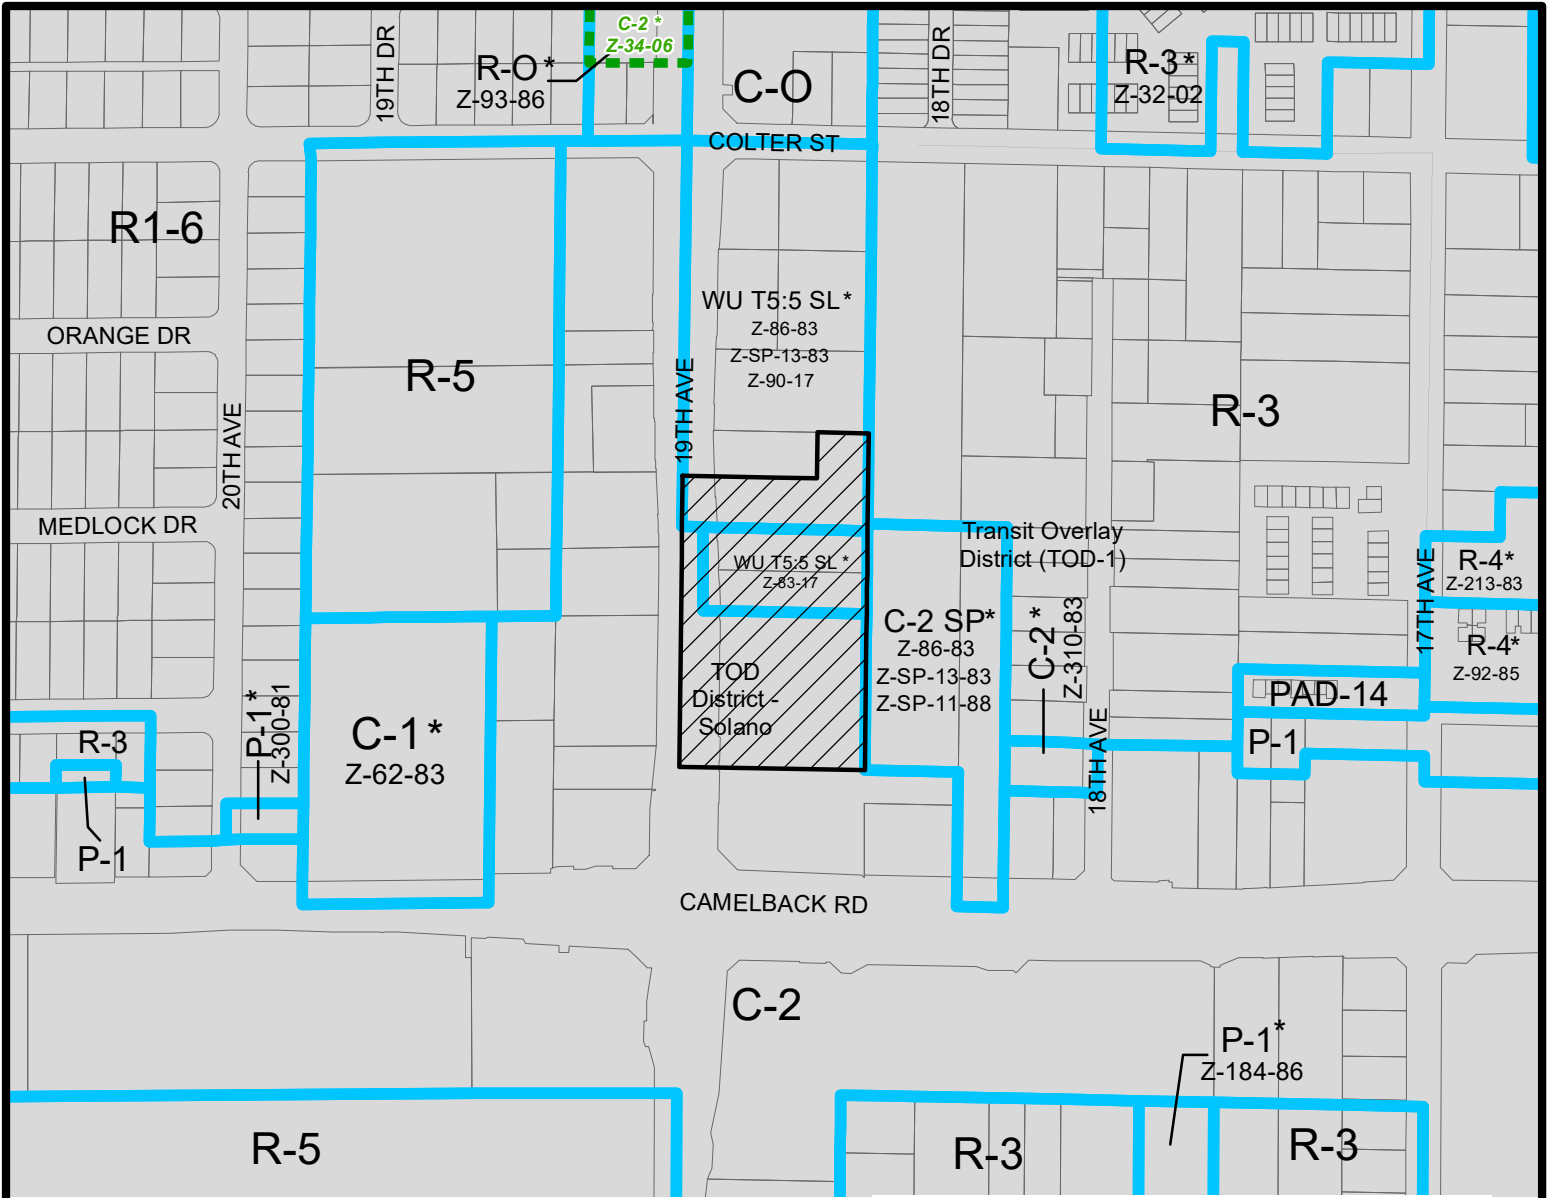 C-2 *
Z-34-06
19TH DR
R-O *
Z-93-86
C-O
18TH DR
R-3 *
Z-32-02
COLTER ST
R1-6
WU T5:5 SL *
Z-86-83
Z-SP-13-83
Z-90-17
ORANGE DR
R-5
19TH AVE
R-3
20TH AVE
MEDLOCK DR
Transit Overlay
District (TOD-1)
WU T5:5 SL *
Z-83-17
R-4*
Z-213-83
17TH AVE
C-2 SP*
Z-86-83
Z-SP-13-83
Z-SP-11-88
C-2 *
Z-310-83
R-4*
Z-92-85
TOD
District -
Solano
PAD-14
P-1 *
Z-300-81
C-1 *
Z-62-83
R-3
P-1
18TH AVE
P-1
CAMELBACK RD
C-2
P-1 *
Z-184-86
R-5
R-3
R-3